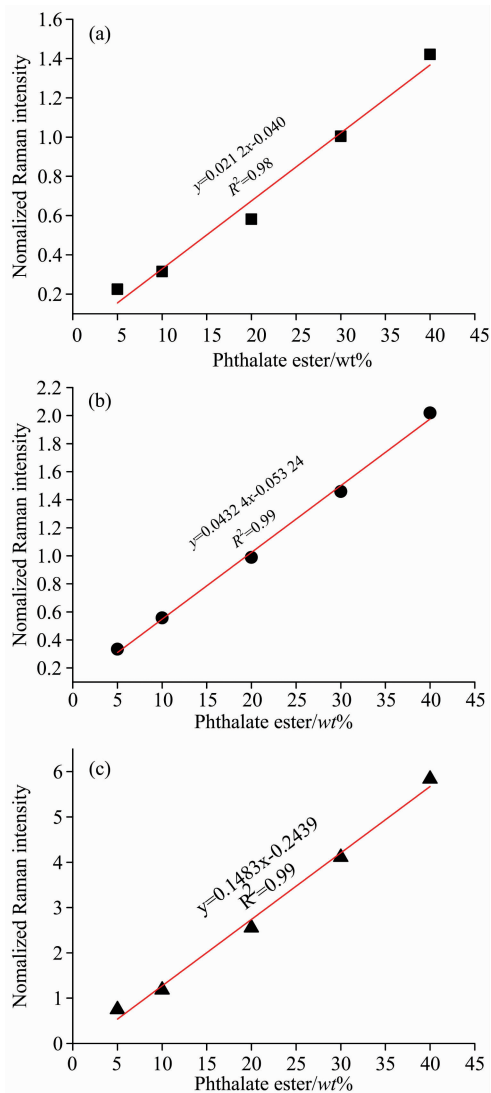 (a)
1.6
1.4
1.2
1.0
0.8
0.6
0.4
0.2
Nomalized Raman intensity
y=0.021 2x-0.040
R²=0.98
0 5 10 15 20 25 30 35 40 45
Phthalate ester/wt%
(b)
2.2
2.0
1.8
1.6
1.4
1.2
1.0
0.8
0.6
0.4
0.2
Nomalized Raman intensity
y=0.0432 4x-0.053 24
R²=0.99
0 5 10 15 20 25 30 35 40 45
Phthalate ester/wt%
(c)
6
5
4
3
2
1
0
Nomalized Raman intensity
y=0.1483x-0.2439
R²=0.99
0 5 10 15 20 25 30 35 40 45
Phthalate ester/wt%